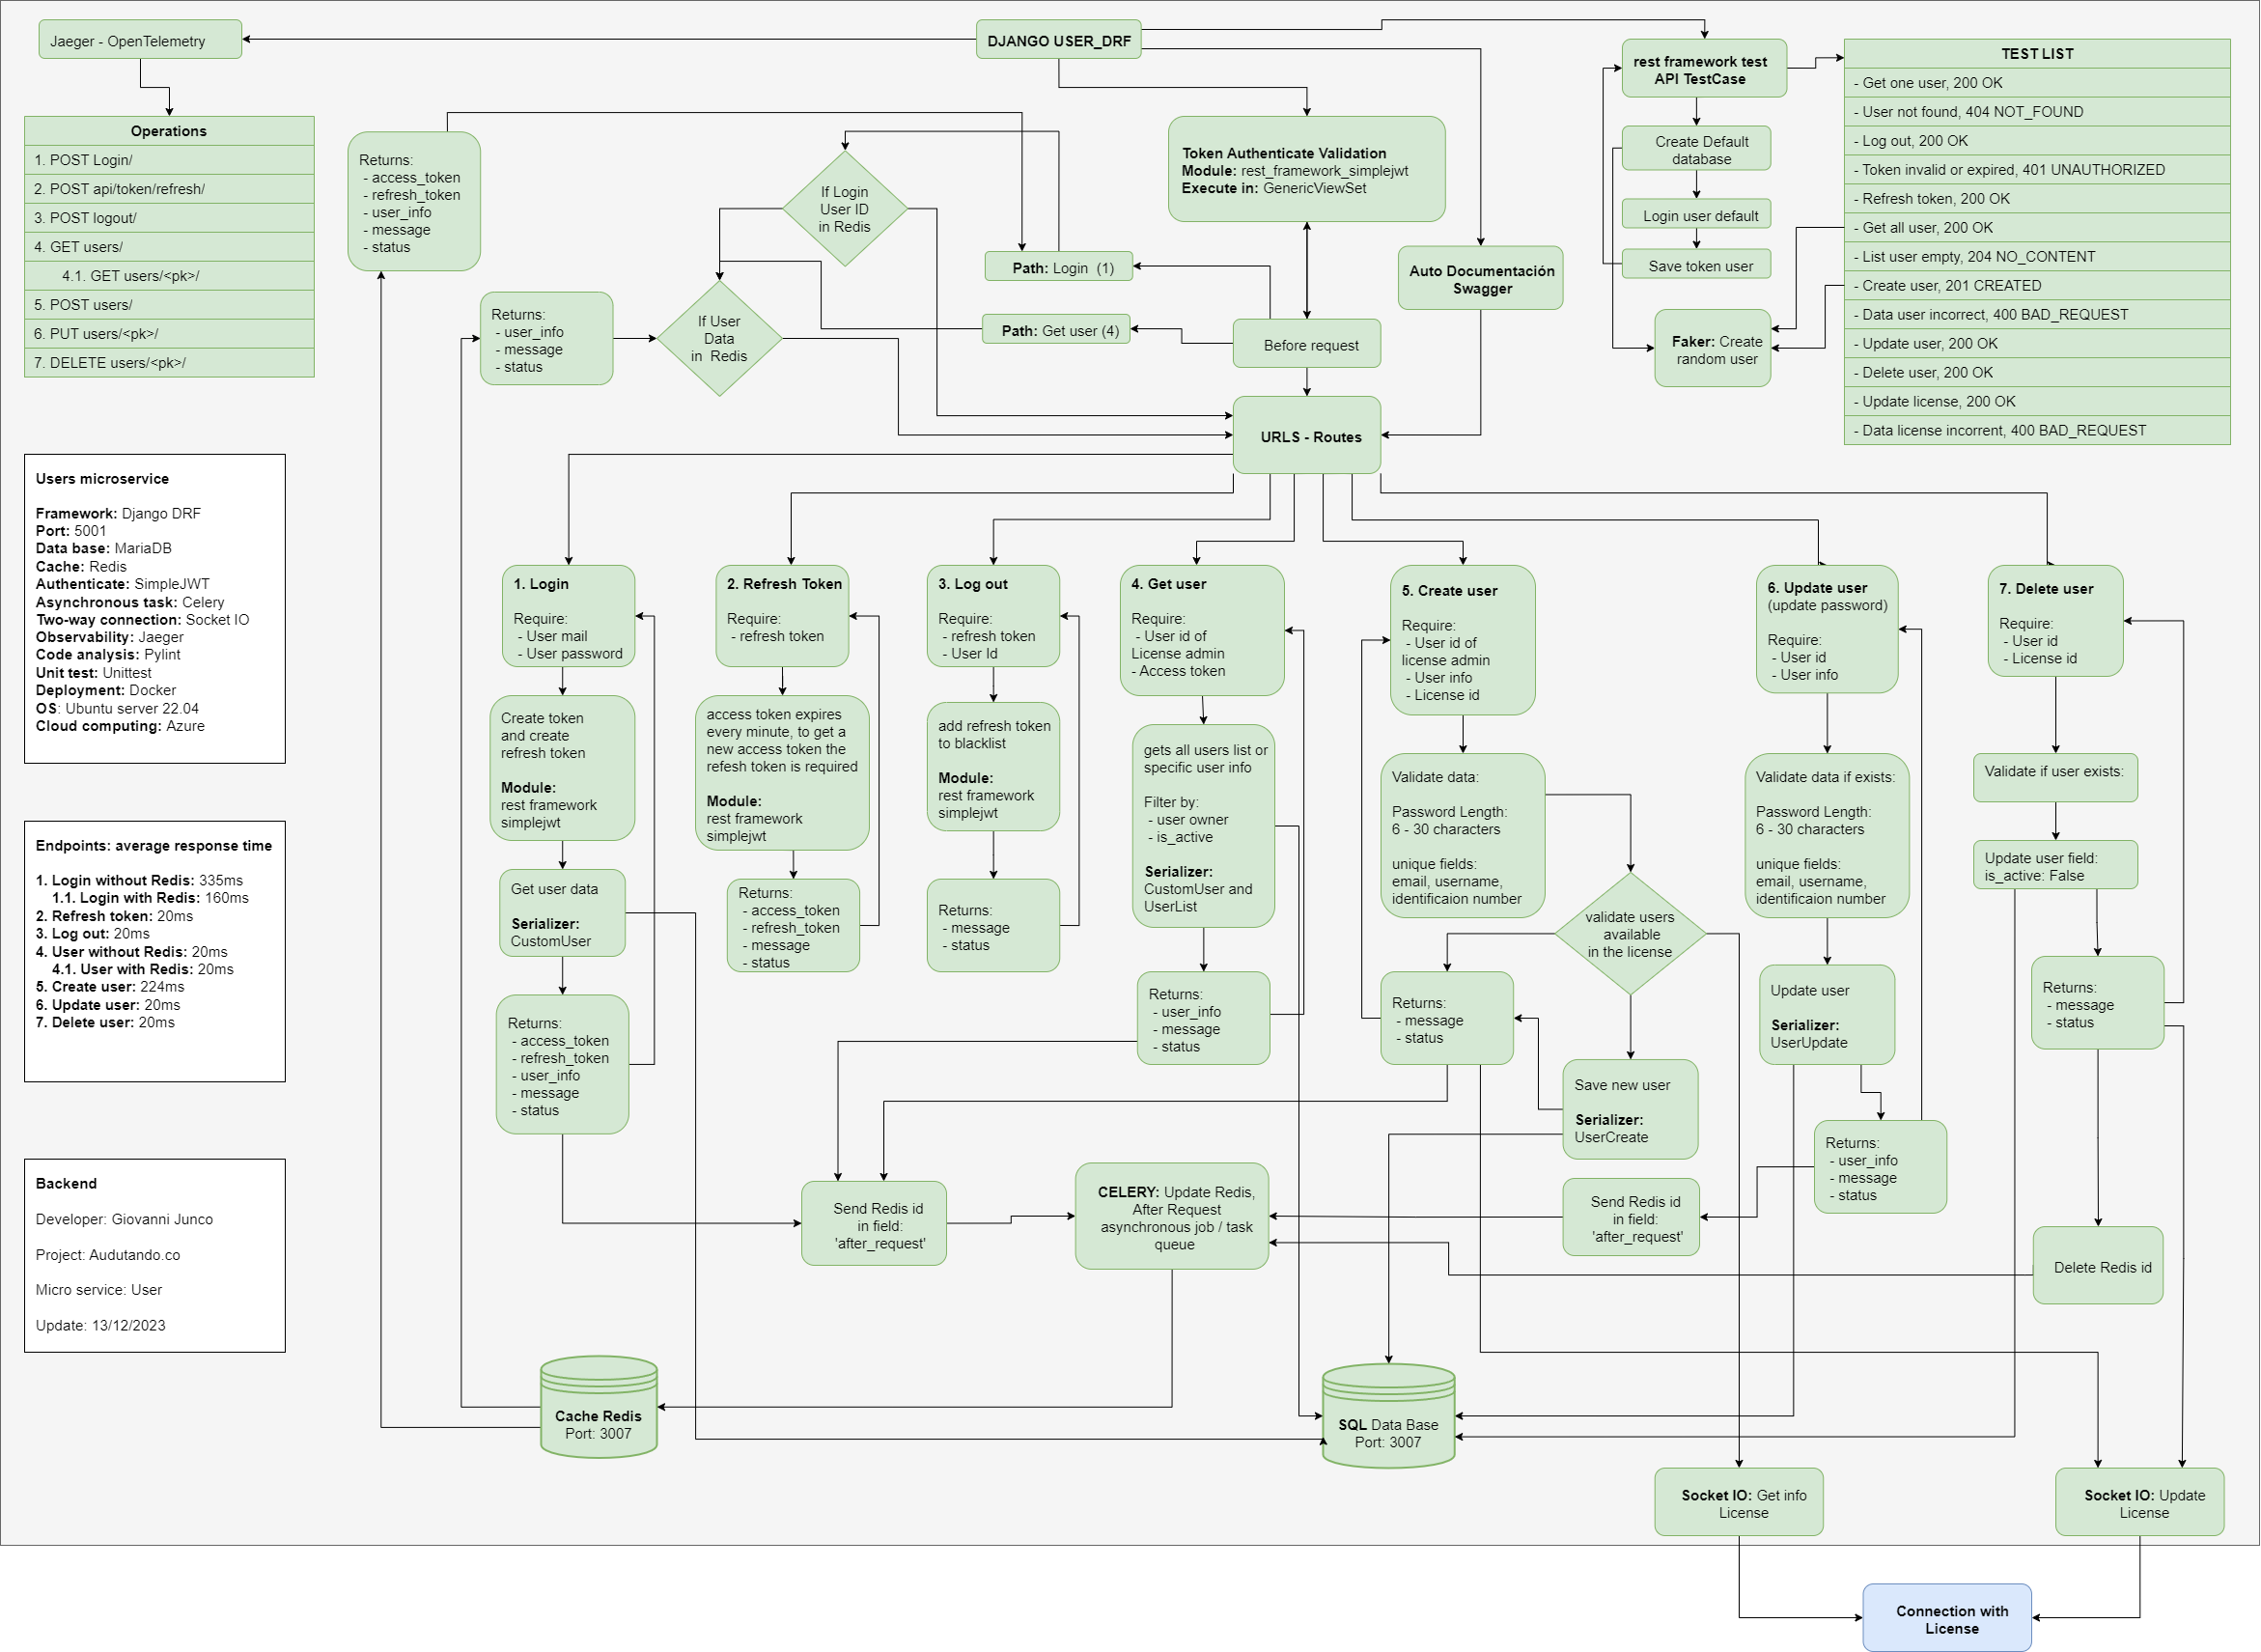 Jaeger - OpenTelemetry
DJANGO USER_DRF
Operations
1. POST Login/
2. POST api/token/refresh/
3. POST logout/
4. GET users/
4.1. GET users/<pk>/
5. POST users/
6. PUT users/<pk>/
7. DELETE users/<pk>/
Returns:
- access_token
- refresh_token
- user_info
- message
- status
If Login
User ID
in Redis
Returns:
- user_info
- message
- status
If User
Data
in Redis
Token Authenticate Validation
Module: rest_framework_simplejwt
Execute in: GenericViewSet
Path: Login (1)
Path: Get user (4)
Before request
Auto Documentación
Swagger
URLS - Routes
rest framework test
API TestCase
Create Default
database
Login user default
Save token user
Faker: Create
random user
TEST LIST
- Get one user, 200 OK
- User not found, 404 NOT_FOUND
- Log out, 200 OK
- Token invalid or expired, 401 UNAUTHORIZED
- Refresh token, 200 OK
- Get all user, 200 OK
- List user empty, 204 NO_CONTENT
- Create user, 201 CREATED
- Data user incorrect, 400 BAD_REQUEST
- Update user, 200 OK
- Delete user, 200 OK
- Update license, 200 OK
- Data license incorrent, 400 BAD_REQUEST
Users microservice
Framework: Django DRF
Port: 5001
Data base: MariaDB
Cache: Redis
Authenticate: SimpleJWT
Asynchronous task: Celery
Two-way connection: Socket IO
Observability: Jaeger
Code analysis: Pylint
Unit test: Unittest
Deployment: Docker
OS: Ubuntu server 22.04
Cloud computing: Azure
Endpoints: average response time
1. Login without Redis: 335ms
1.1. Login with Redis: 160ms
2. Refresh token: 20ms
3. Log out: 20ms
4. User without Redis: 20ms
4.1. User with Redis: 20ms
5. Create user: 224ms
6. Update user: 20ms
7. Delete user: 20ms
Backend
Developer: Giovanni Junco
Project: Audutando.co
Micro service: User
Update: 13/12/2023
1. Login
Require:
- User mail
- User password
Create token
and create
refresh token
Module:
rest framework
simplejwt
Get user data
Serializer:
CustomUser
Returns:
- access_token
- refresh_token
- user_info
- message
- status
2. Refresh Token
Require:
- refresh token
access token expires
every minute, to get a
new access token the
refesh token is required
Module:
rest framework
simplejwt
Returns:
- access_token
- refresh_token
- message
- status
3. Log out
Require:
- refresh token
- User Id
add refresh token
to blacklist
Module:
rest framework
simplejwt
Returns:
- message
- status
4. Get user
Require:
- User id of
License admin
- Access token
gets all users list or
specific user info
Filter by:
- user owner
- is_active
Serializer:
CustomUser and
UserList
Returns:
- user_info
- message
- status
5. Create user
Require:
- User id of
license admin
- User info
- License id
Validate data:
Password Length:
6 - 30 characters
unique fields:
email, username,
identificaion number
validate users
available
in the license
Returns:
- message
- status
Save new user
Serializer:
UserCreate
6. Update user
(update password)
Require:
- User id
- User info
Validate data if exists:
Password Length:
6 - 30 characters
unique fields:
email, username,
identificaion number
Update user
Serializer:
UserUpdate
Returns:
- user_info
- message
- status
7. Delete user
Require:
- User id
- License id
Validate if user exists:
Update user field:
is_active: False
Returns:
- message
- status
Delete Redis id
Send Redis id
in field:
'after_request'
CELERY: Update Redis,
After Request
asynchronous job / task
queue
Send Redis id
in field:
'after_request'
Cache Redis
Port: 3007
SQL Data Base
Port: 3007
Socket IO: Get info
License
Socket IO: Update
License
Connection with
License